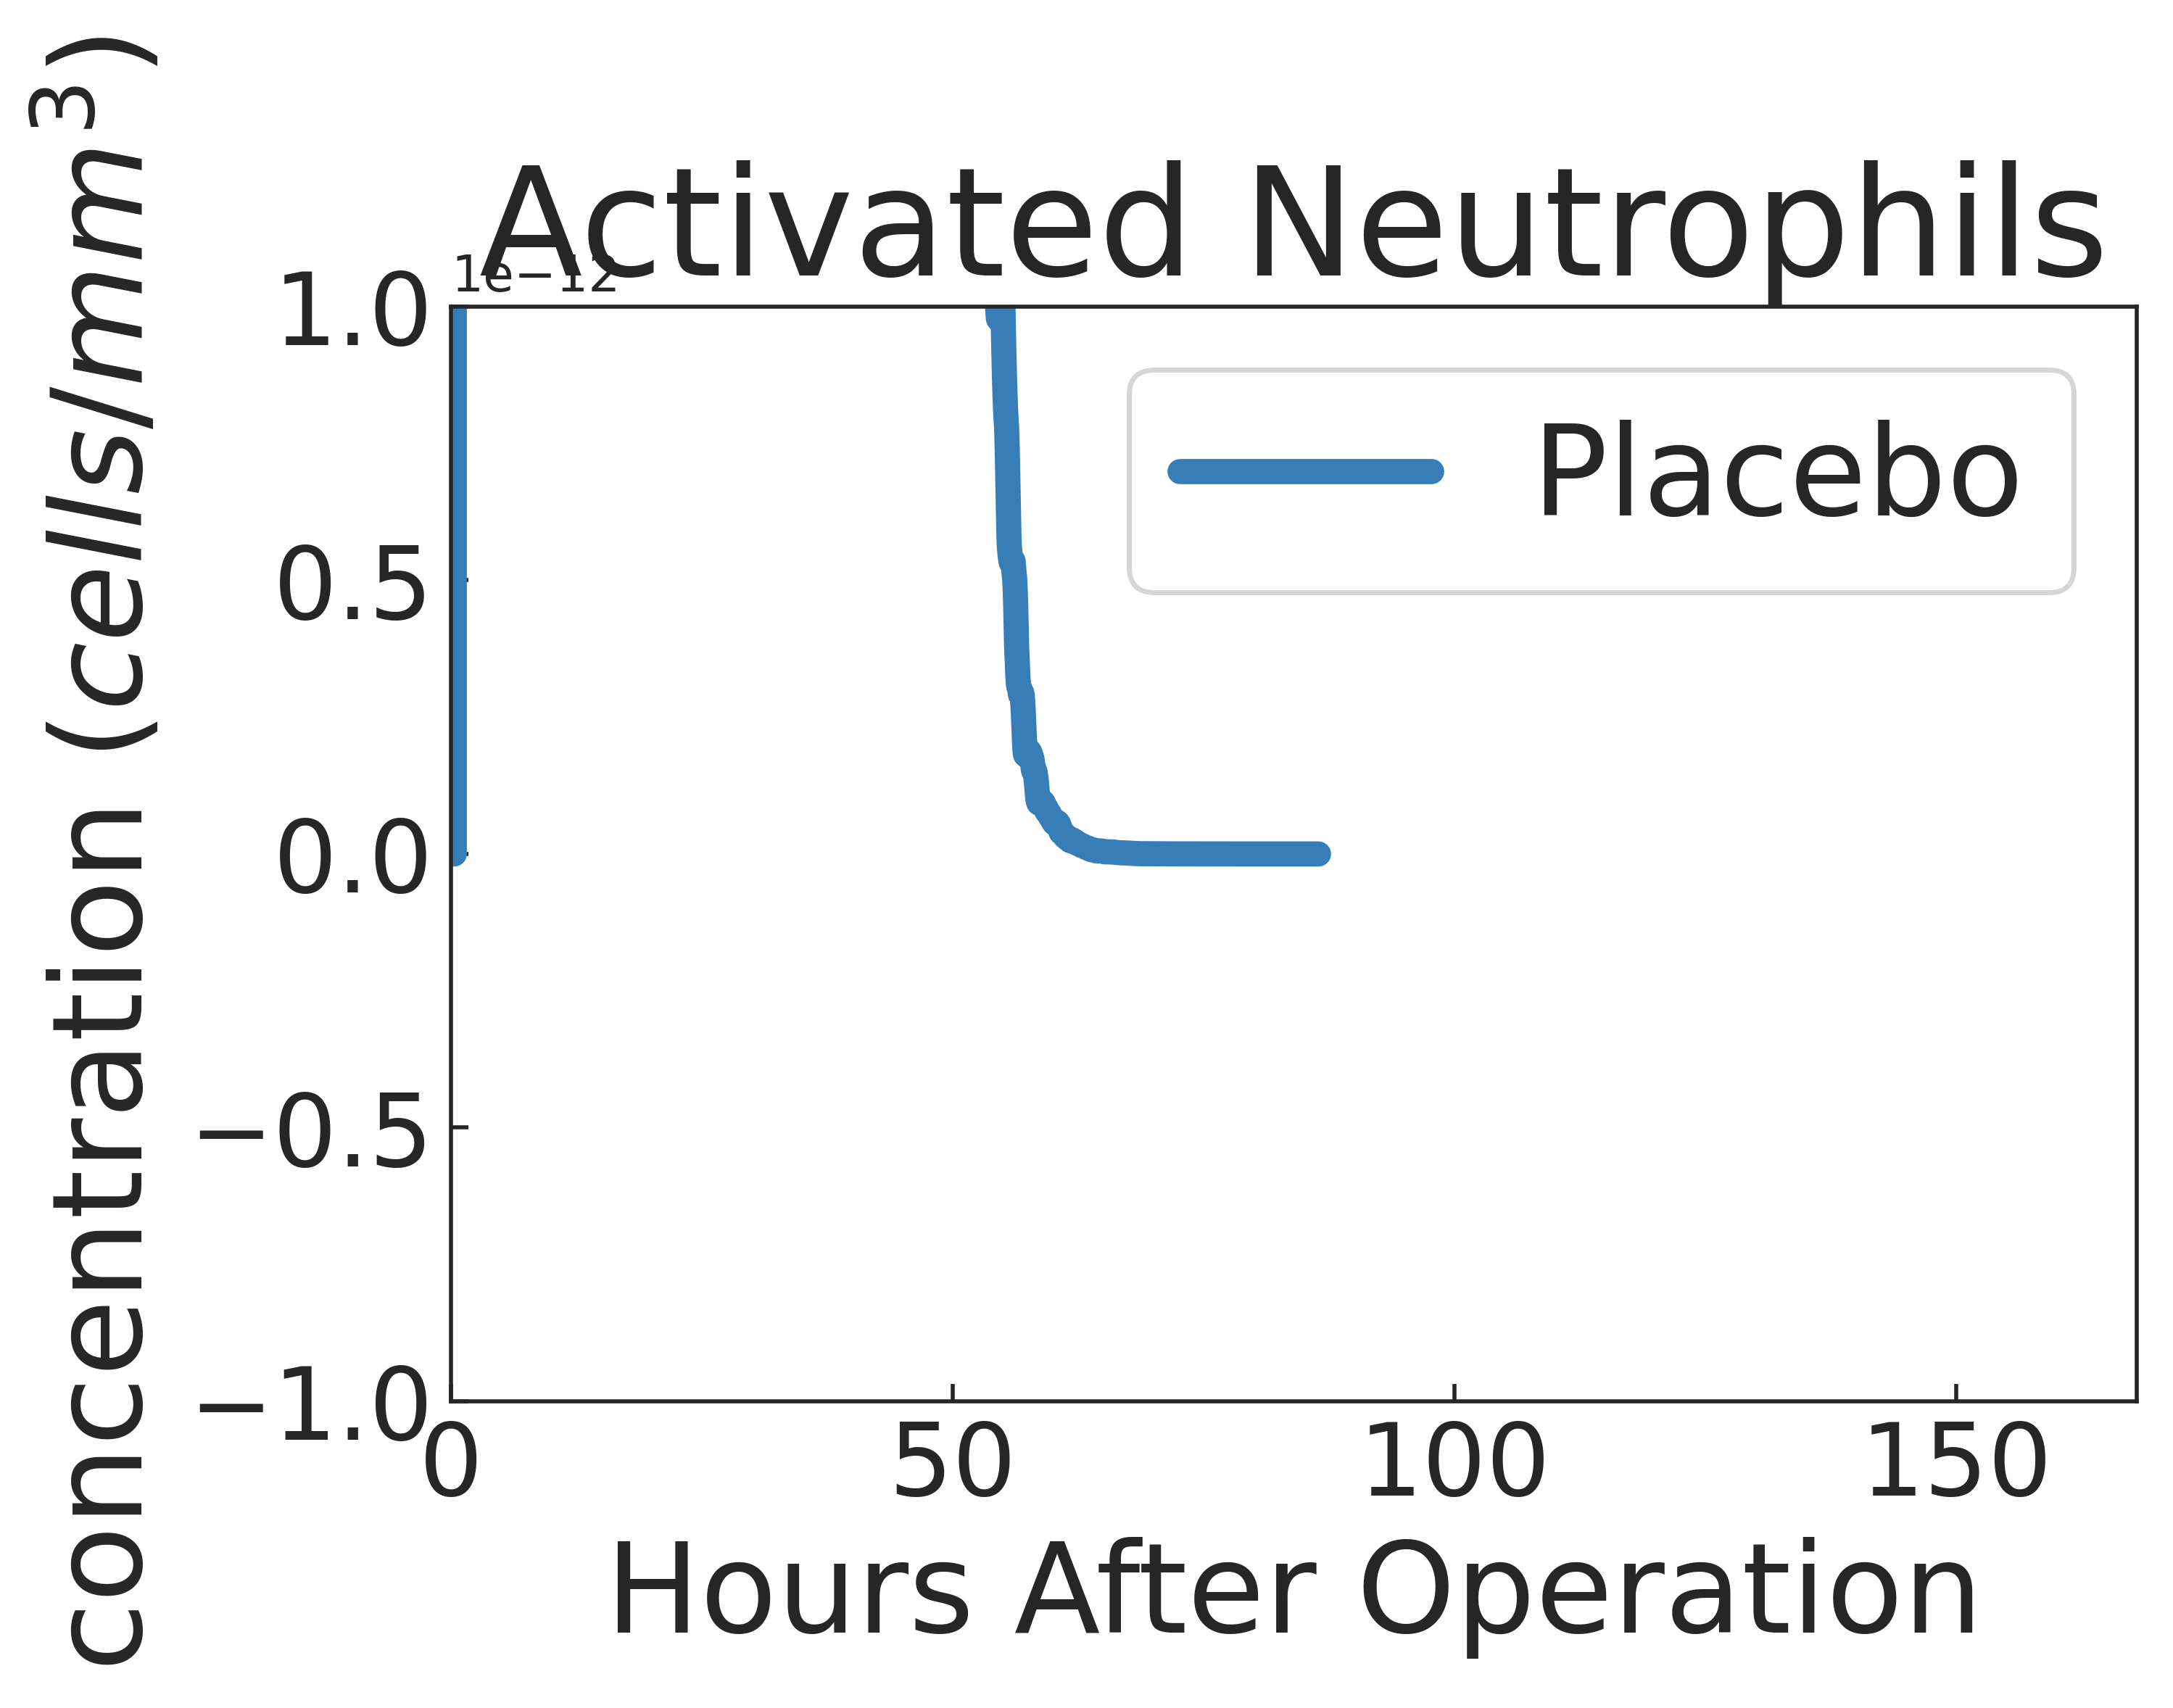 Activated Neutrophils
1e−12
concentration (cells/mm³)
1.0
0.5
0.0
−0.5
−1.0
Placebo
0 50 100 150
Hours After Operation